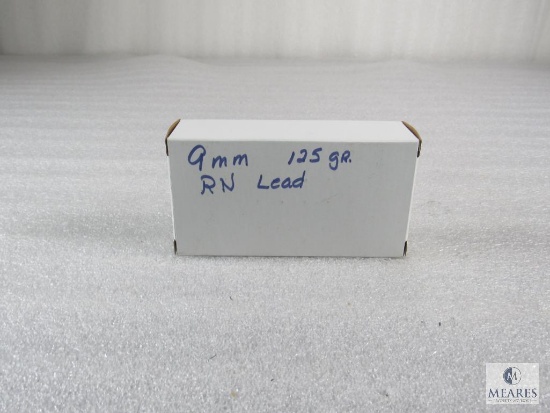 9mm 125 gr.
RN Lead
M
MEARES